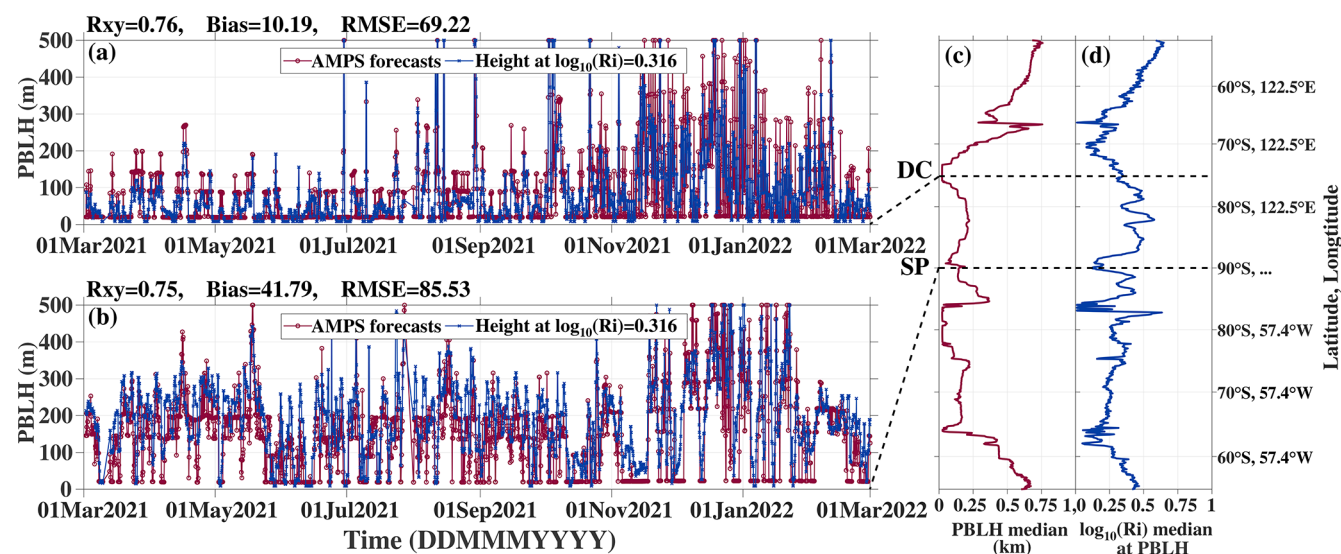 Rxy=0.76, Bias=10.19, RMSE=69.22
(a)
AMPS forecasts Height at log₁₀(Ri)=0.316
PBLH (m)
500
400
300
200
100
0
01Mar2021 01May2021 01Jul2021 01Sep2021 01Nov2021 01Jan2022 01Mar2022
Rxy=0.75, Bias=41.79, RMSE=85.53
(b)
AMPS forecasts Height at log₁₀(Ri)=0.316
PBLH (m)
500
400
300
200
100
0
01Mar2021 01May2021 01Jul2021 01Sep2021 01Nov2021 01Jan2022 01Mar2022
Time (DDMMMYYYY)
(c) (d)
DC
SP
60°S, 122.5°E
70°S, 122.5°E
80°S, 122.5°E
90°S, ...
80°S, 57.4°W
70°S, 57.4°W
60°S, 57.4°W
Latitude, Longtitude
0 0.25 0.5 0.75 0 0.25 0.5 0.75 1
PBLH median
(km)
log₁₀(Ri) median
at PBLH